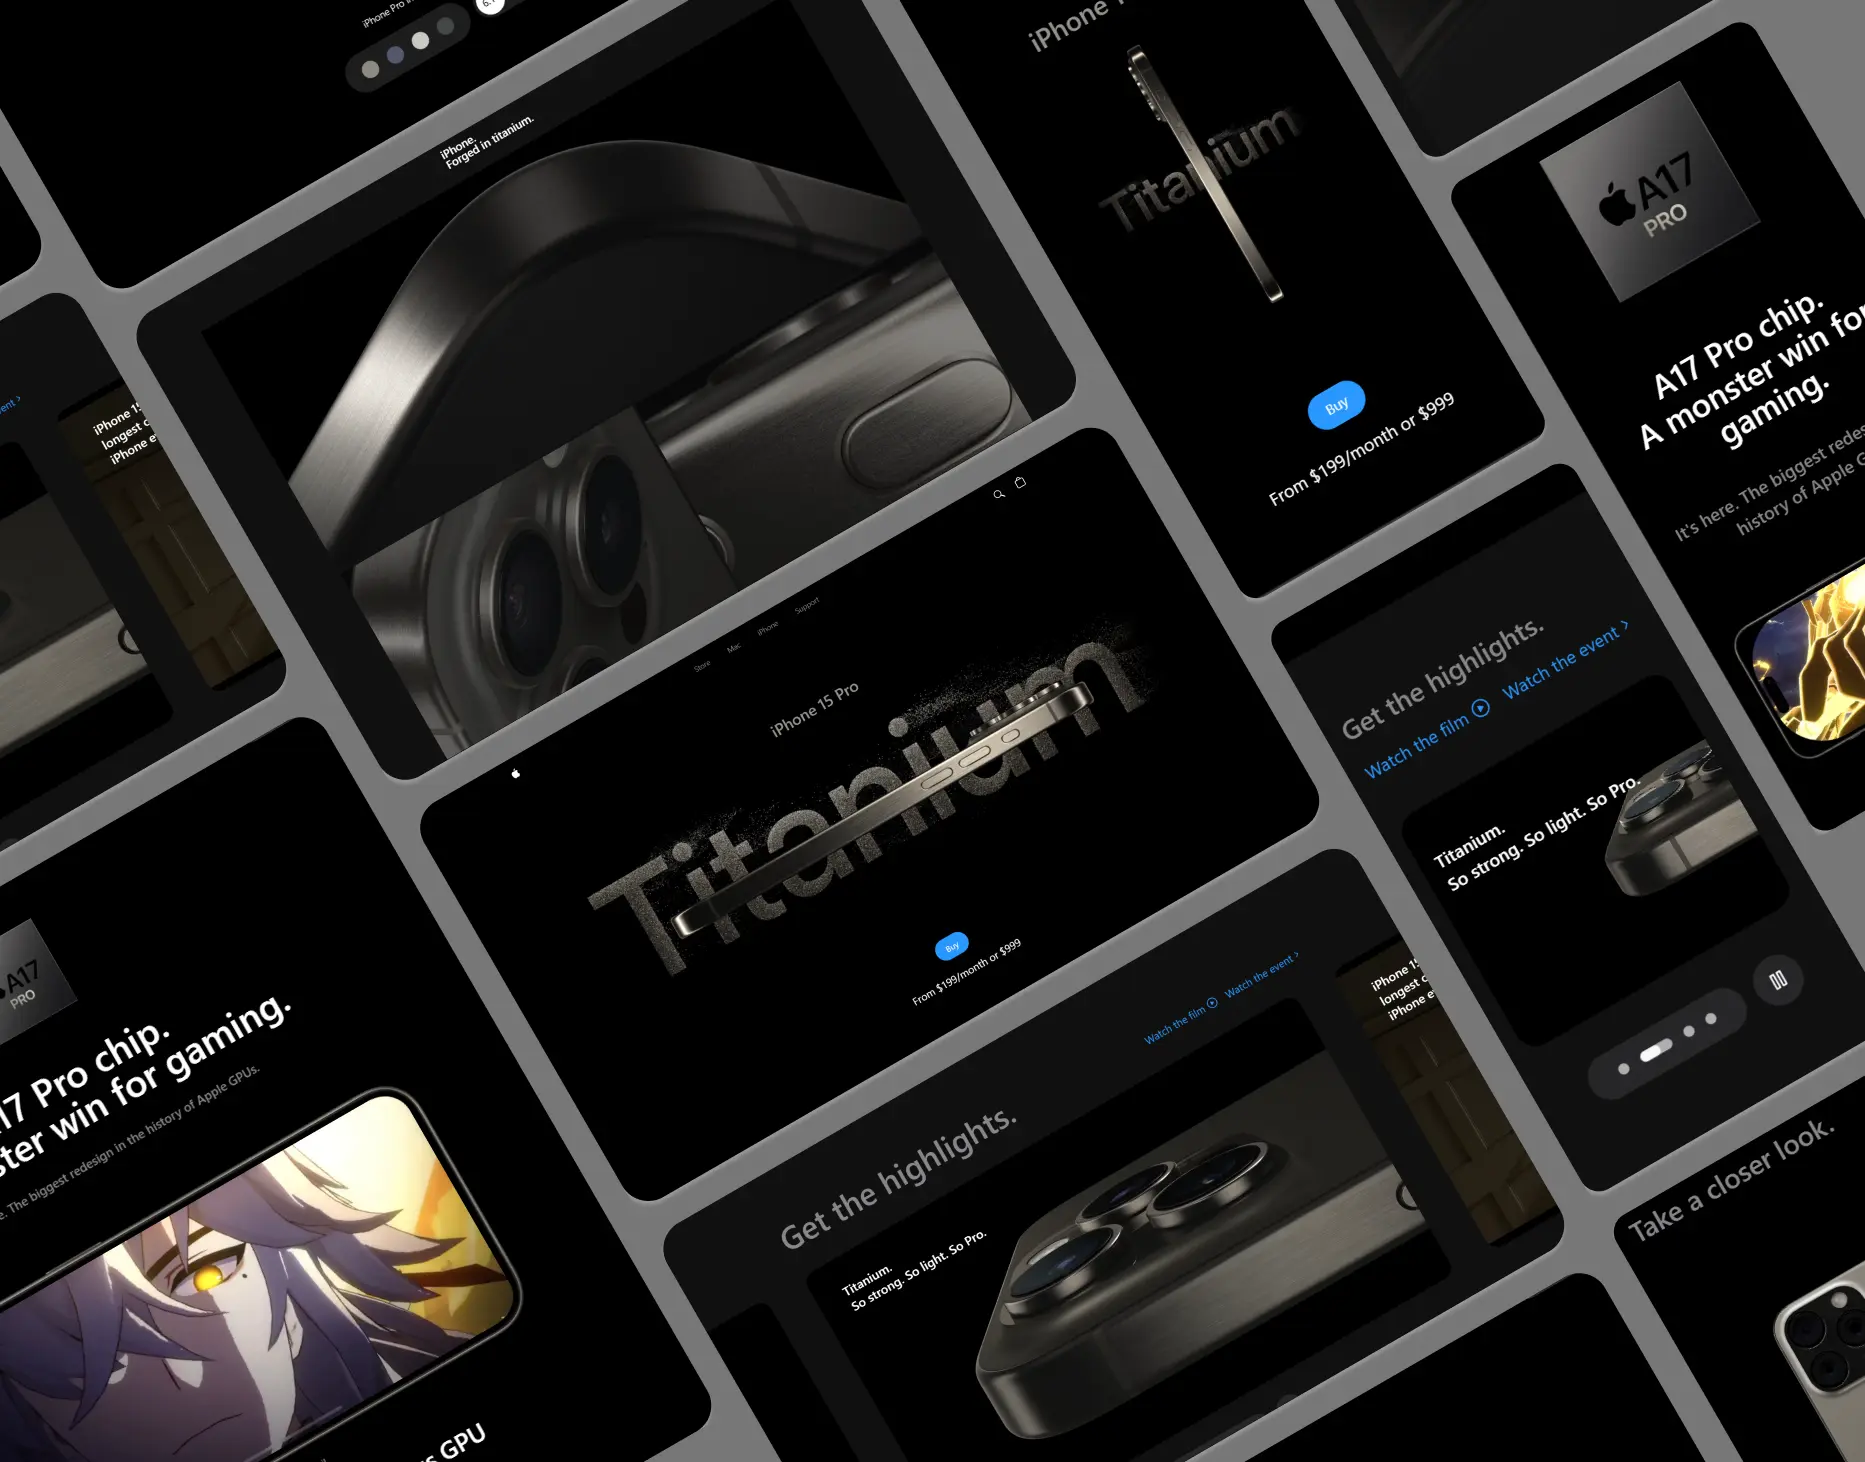 iPhone Pro in
6.
iPhone.
Forged in titanium.
iPhone 1
Titanium
Buy
From $199/month or $999
A17
PRO
A17 Pro chip.
A monster win for
gaming.
It's here. The biggest redes
history of Apple G
ent ›
iPhone 15
longest
iPhone e
Store
Mac
iPhone
Support
iPhone 15 Pro
Titanium
Buy
From $199/month or $999
Get the highlights.
Watch the film
Watch the event ›
Titanium.
So strong. So light. So Pro.
A17
PRO
17 Pro chip.
ster win for gaming.
e. The biggest redesign in the history of Apple GPUs.
s GPU
Get the highlights.
Watch the film
Watch the event ›
Titanium.
So strong. So light. So Pro.
iPhone 15
longest
iPhone e
Take a closer look.